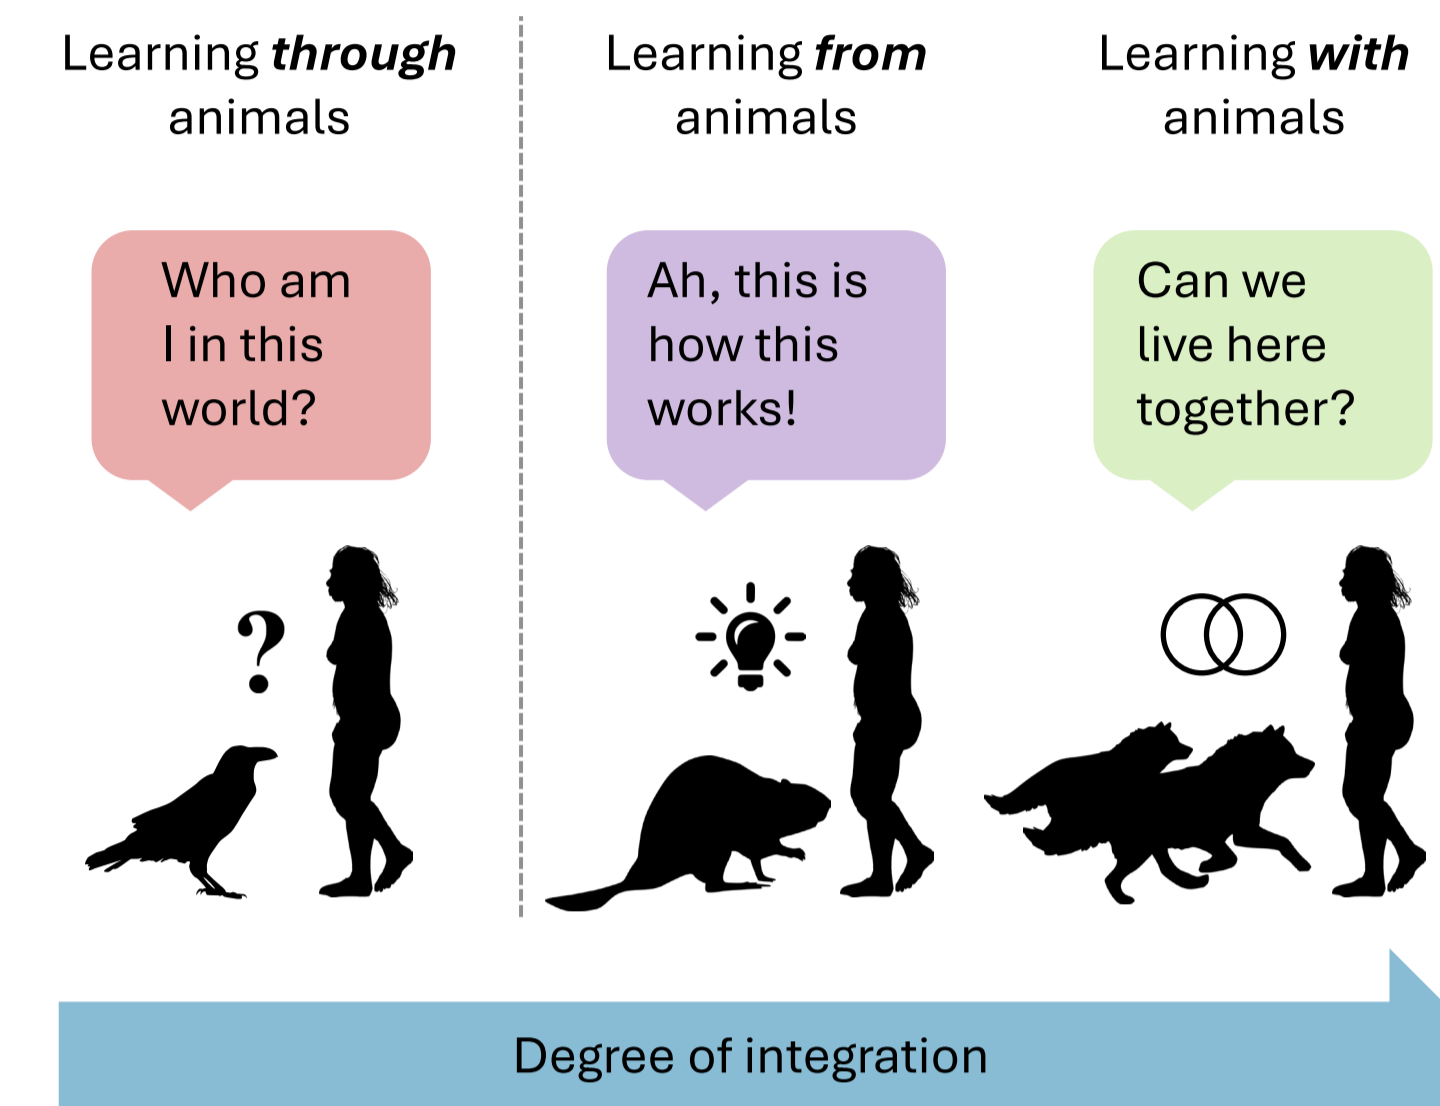 Learning through
animals
Learning from
animals
Learning with
animals
Who am
I in this
world?
Ah, this is
how this
works!
Can we
live here
together?
?
Degree of integration